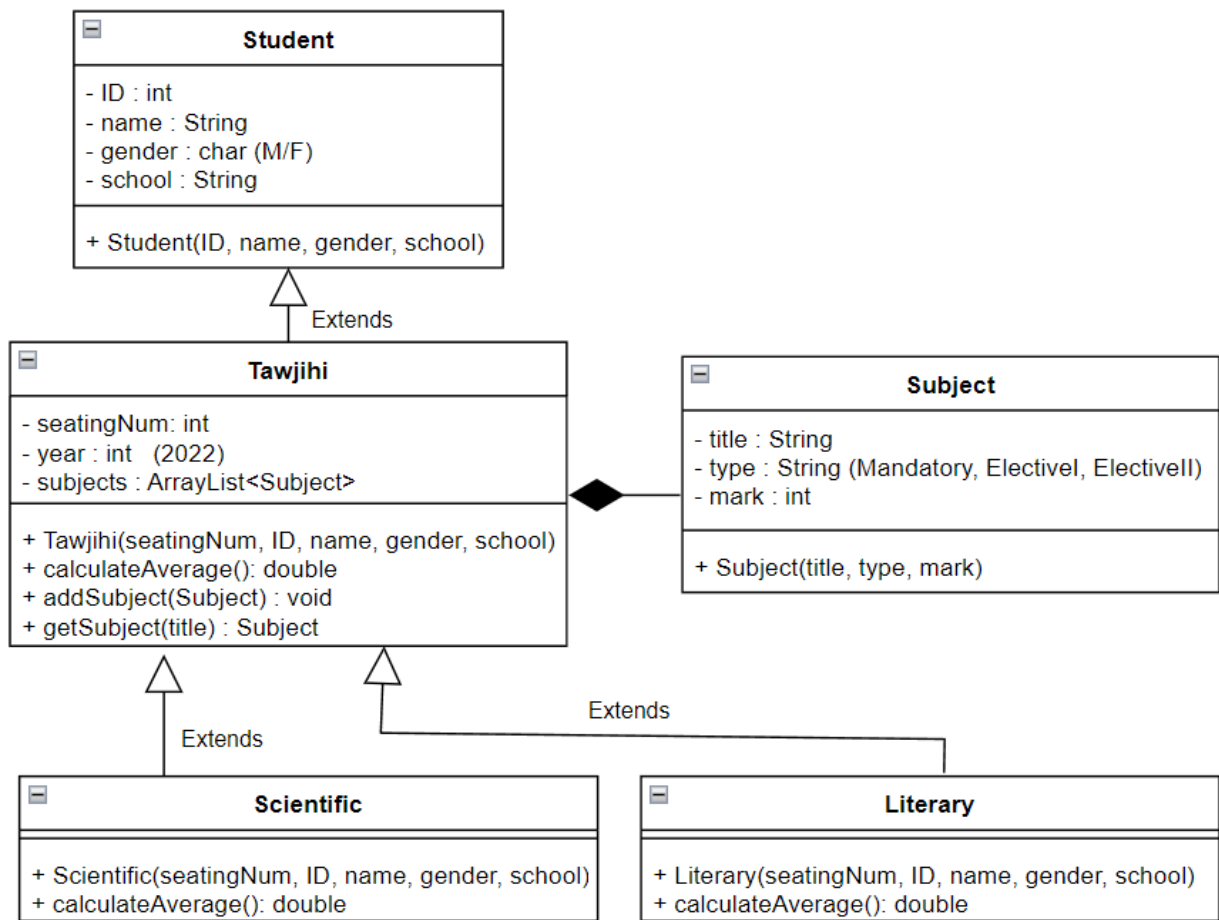 Student
- ID : int
- name : String
- gender : char (M/F)
- school : String
+ Student(ID, name, gender, school)
Extends
Tawjihi
- seatingNum: int
- year : int (2022)
- subjects : ArrayList<Subject>
+ Tawjihi(seatingNum, ID, name, gender, school)
+ calculateAverage(): double
+ addSubject(Subject) : void
+ getSubject(title) : Subject
Subject
- title : String
- type : String (Mandatory, ElectiveI, ElectiveII)
- mark : int
+ Subject(title, type, mark)
Extends
Extends
Scientific
+ Scientific(seatingNum, ID, name, gender, school)
+ calculateAverage(): double
Literary
+ Literary(seatingNum, ID, name, gender, school)
+ calculateAverage(): double